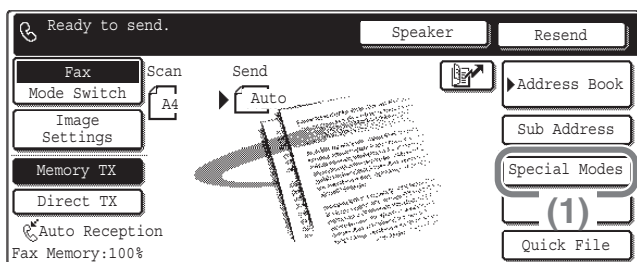 Ready to send.
Speaker
Resend
Fax
Mode Switch
Scan
A4
Send
Auto
Address Book
Image
Settings
Sub Address
Memory TX
Special Modes
Direct TX
(1)
Auto Reception
Fax Memory:100%
Quick File